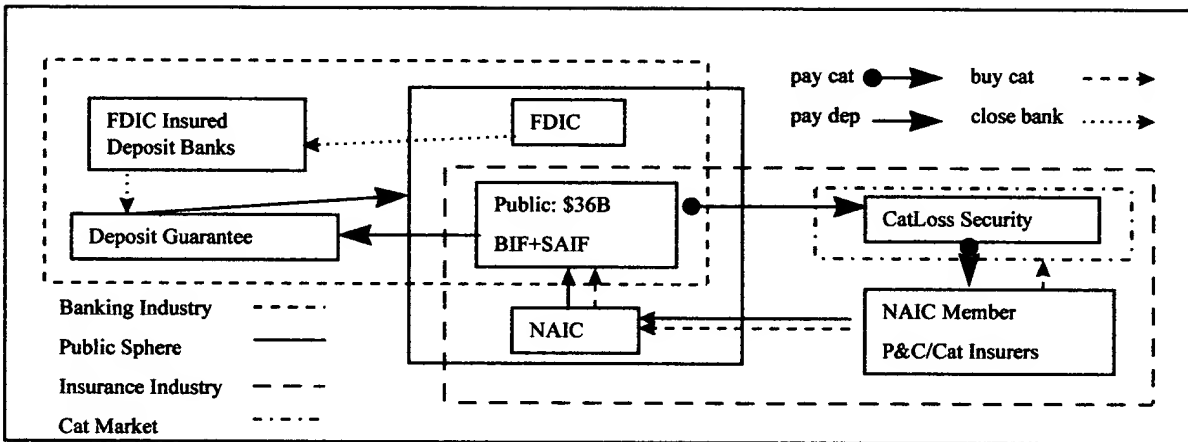 pay cat
buy cat
pay dep
close bank
FDIC Insured
Deposit Banks
FDIC
Public: $36B
BIF+SAIF
CatLoss Security
Deposit Guarantee
NAIC
NAIC Member
P&C/Cat Insurers
Banking Industry
Public Sphere
Insurance Industry
Cat Market